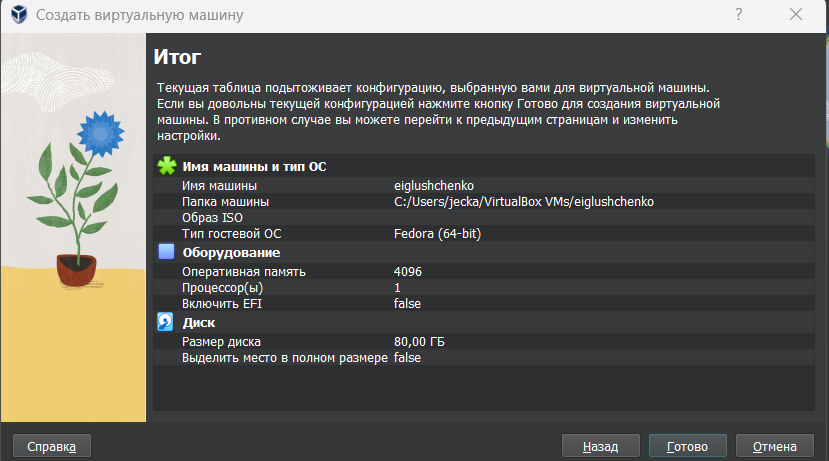 Создать виртуальную машину
Итог
Текущая таблица подытоживает конфигурацию, выбранную вами для виртуальной машины.
Если вы довольны текущей конфигурацией нажмите кнопку Готово для создания виртуальной
машины. В противном случае вы можете перейти к предыдущим страницам и изменить
настройки.
Имя машины и тип ОС
Имя машины eiglushchenko
Папка машины C:/Users/jecka/VirtualBox VMs/eiglushchenko
Образ ISO
Тип гостевой ОС Fedora (64-bit)
Оборудование
Оперативная память 4096
Процессор(ы) 1
Включить EFI false
Диск
Размер диска 80,00 ГБ
Выделить место в полном размере false
Справка Назад Готово Отмена